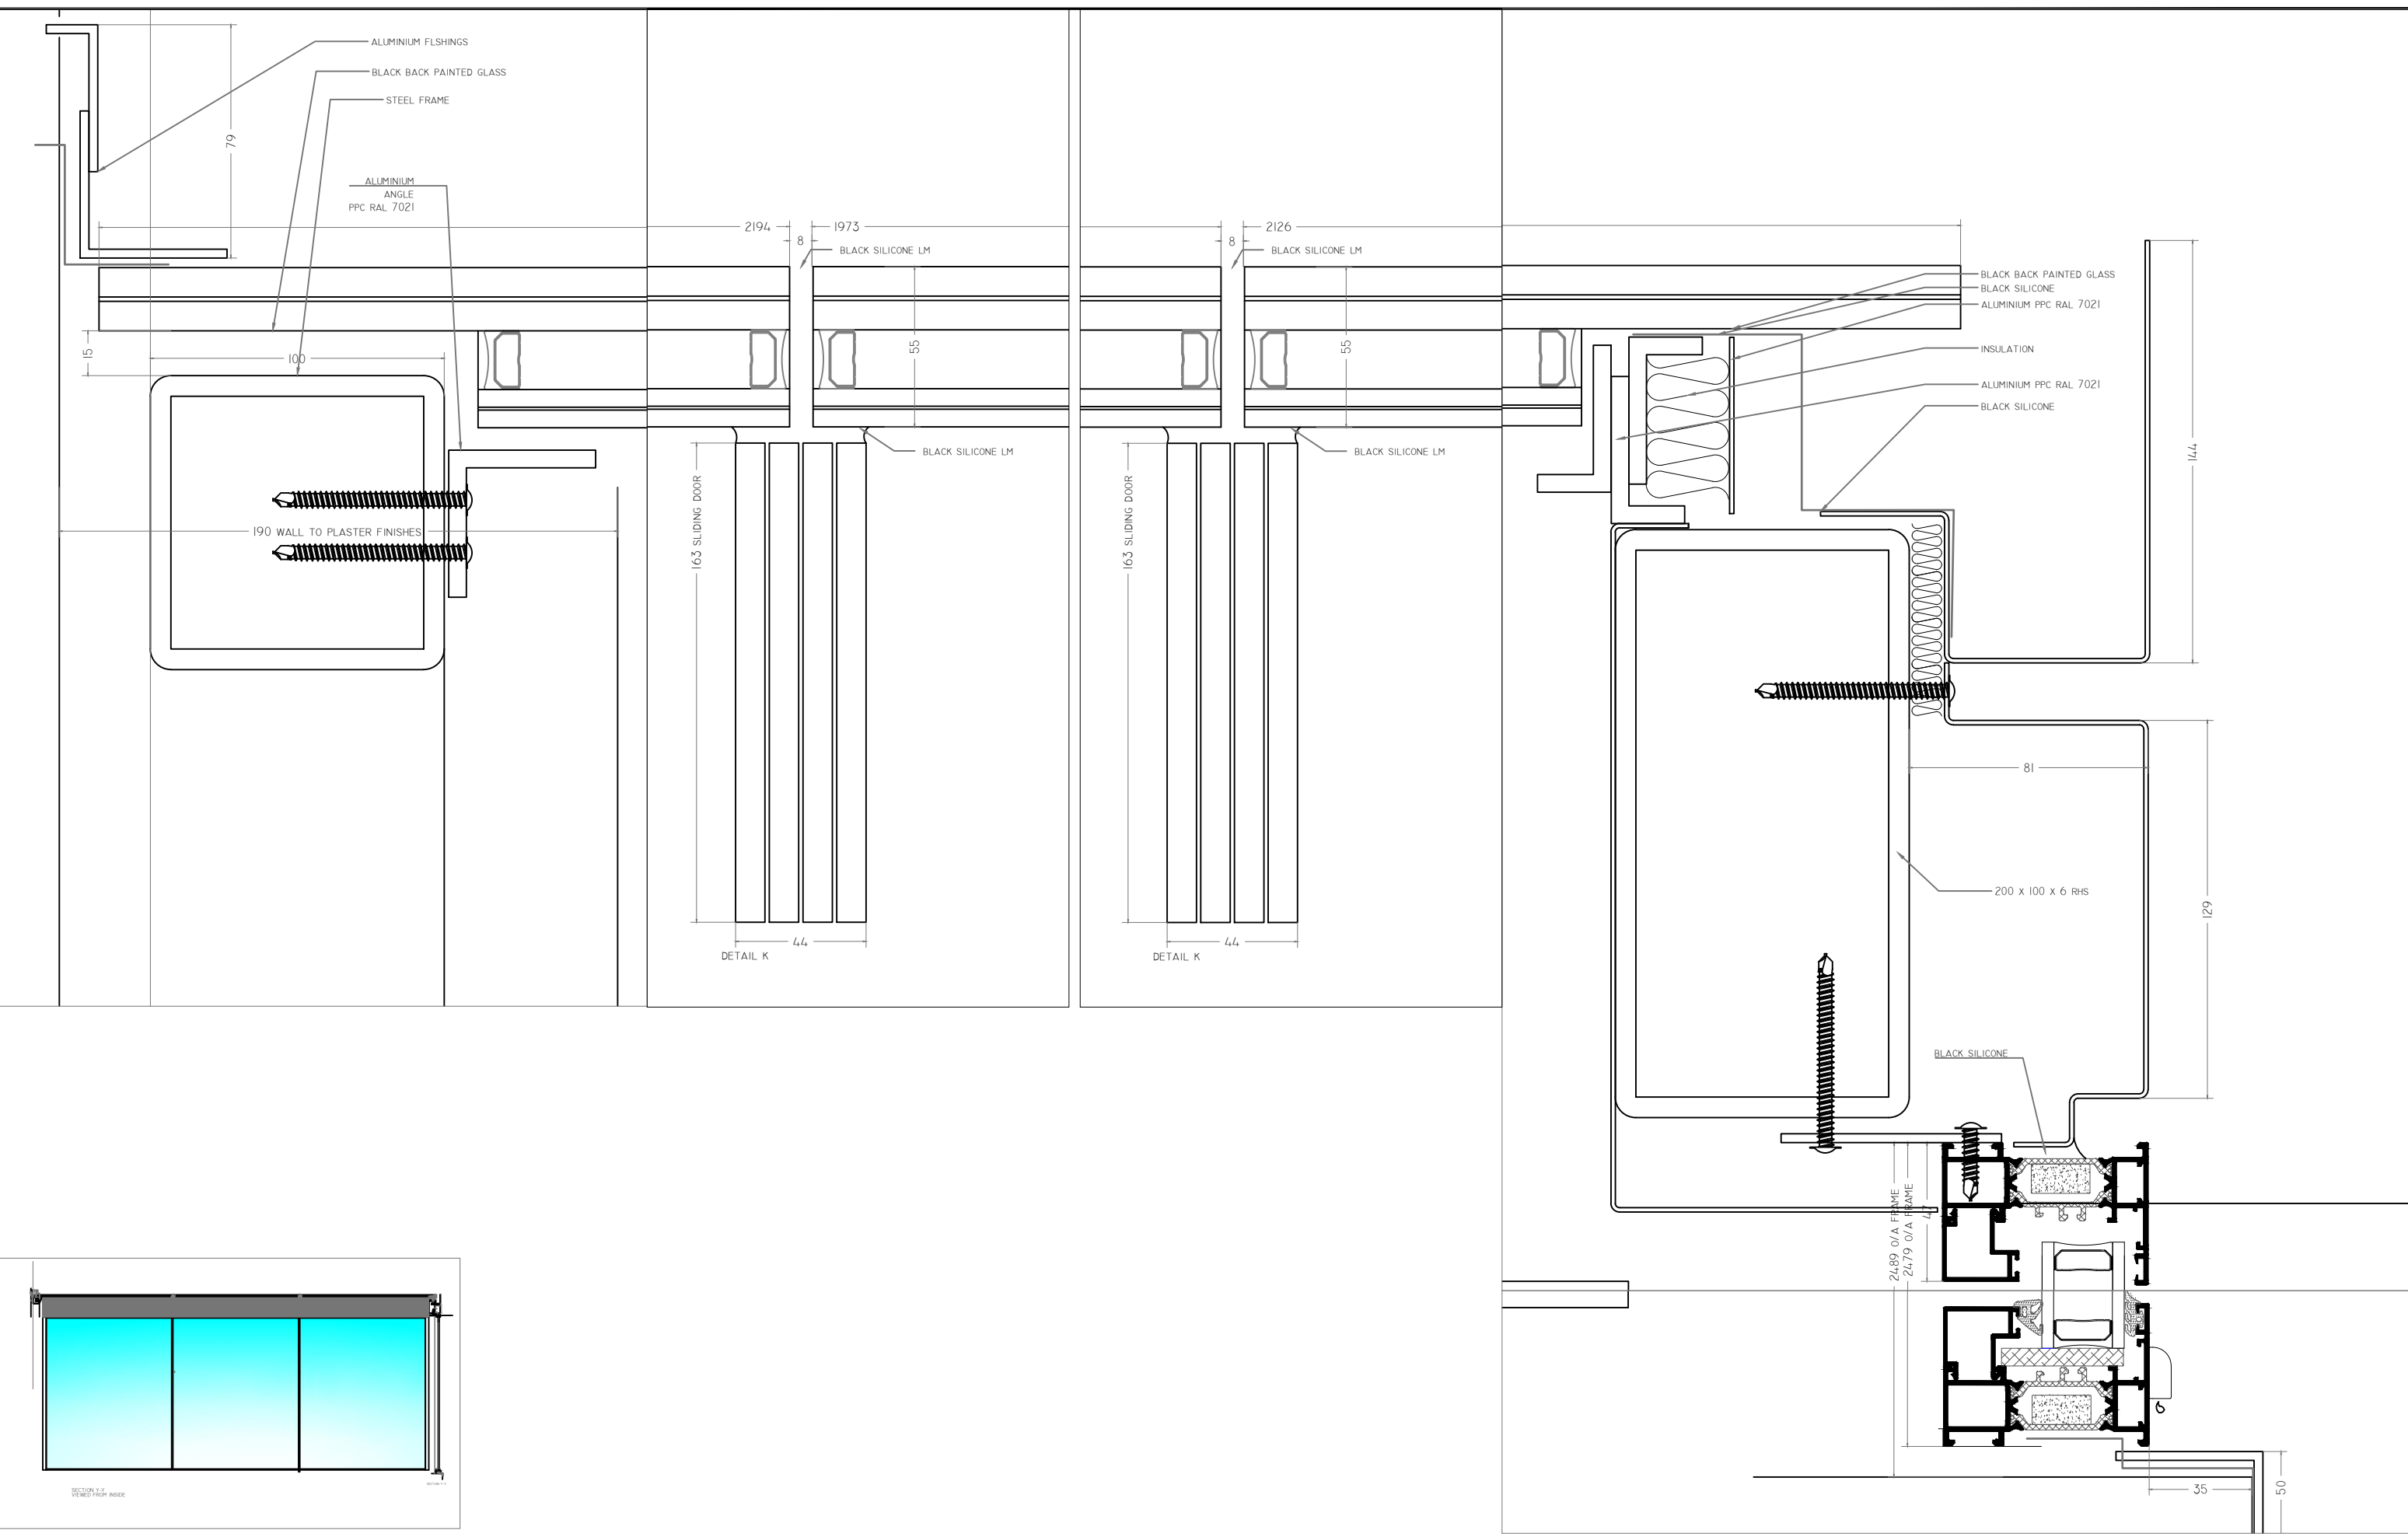 ALUMINIUM FLSHINGS
BLACK BACK PAINTED GLASS
STEEL FRAME
79
ALUMINIUM
ANGLE
PPC RAL 7021
15
100
190 WALL TO PLASTER FINISHES
2194
1973
8
BLACK SILICONE LM
55
BLACK SILICONE LM
163 SLIDING DOOR
44
DETAIL K
2126
8
BLACK SILICONE LM
55
BLACK SILICONE LM
163 SLIDING DOOR
44
DETAIL K
BLACK BACK PAINTED GLASS
BLACK SILICONE
ALUMINIUM PPC RAL 7021
INSULATION
ALUMINIUM PPC RAL 7021
BLACK SILICONE
144
81
200 X 100 X 6 RHS
129
BLACK SILICONE
2489 O/A FRAME
2479 O/A FRAME
47
35
50
SECTION Y-Y
VIEWED FROM INSIDE